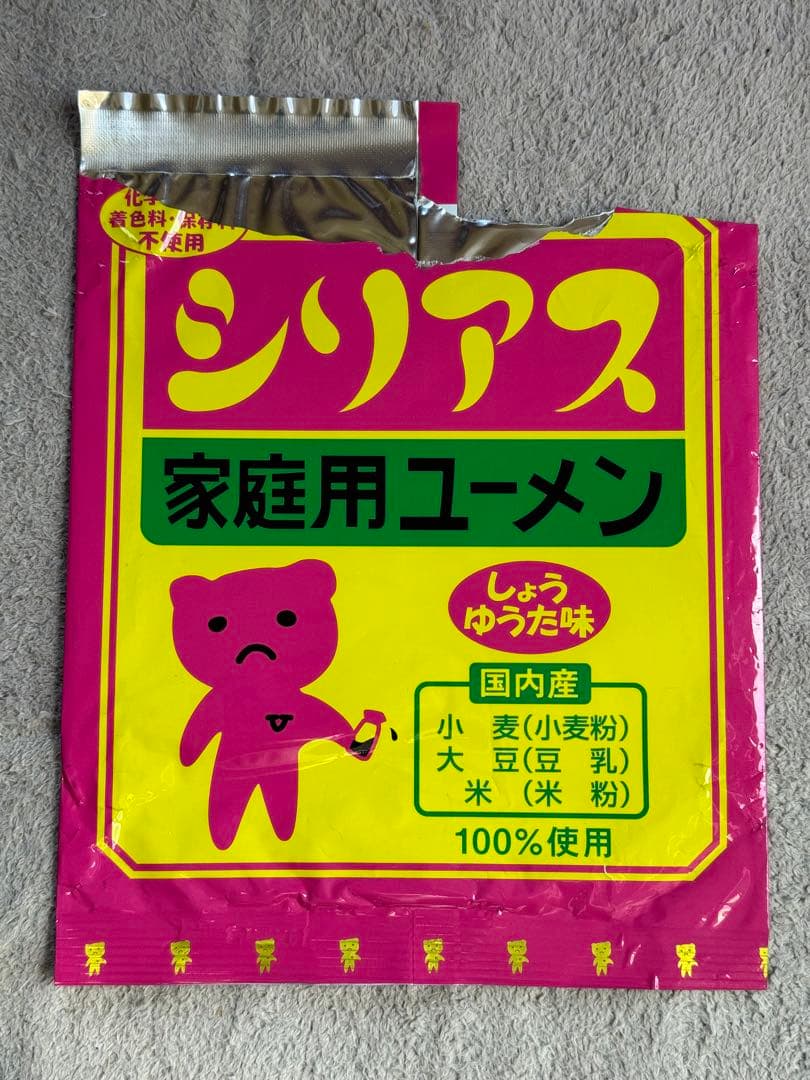 化学
着色料・保存料
不使用
シリアス
家庭用ユーメン
しょう
ゆうた味
国内産
小 麦(小麦粉)
大 豆(豆 乳)
米 (米 粉)
100%使用